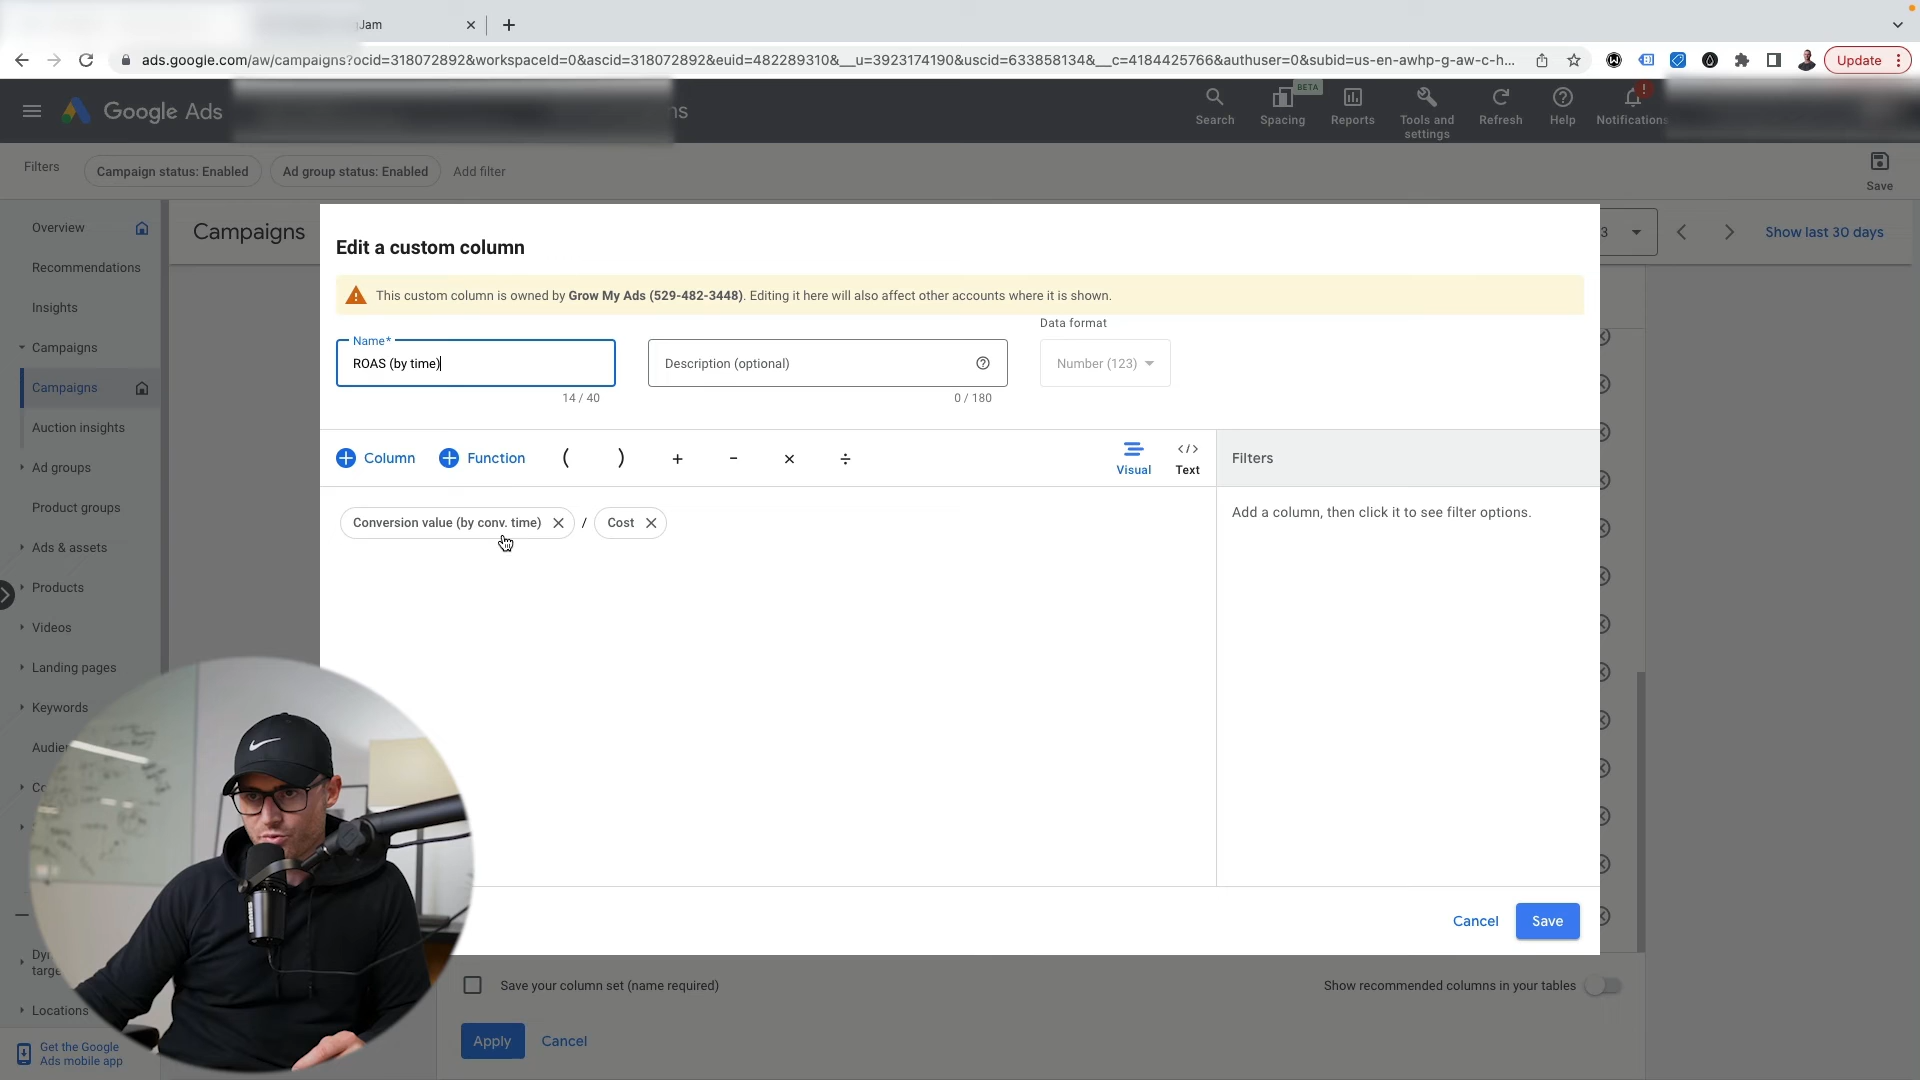 Jam
ads.google.com/aw/campaigns?ocid=318072892&workspaceId=0&ascid=318072892&euid=482289310&__u=3923174190&uscid=633858134&__c=4184425766&authuser=0&subid=us-en-awhp-g-aw-c-h...
Update
Google Ads
ns
Search
BETA
Spacing
Reports
Tools and settings
Refresh
Help
Notifications
Filters
Campaign status: Enabled
Ad group status: Enabled
Add filter
Save
Overview
Recommendations
Insights
Campaigns
Campaigns
Auction insights
Ad groups
Product groups
Ads & assets
Products
Videos
Landing pages
Keywords
Locations
Get the Google
Ads mobile app
Campaigns
3
Show last 30 days
Edit a custom column
This custom column is owned by Grow My Ads (529-482-3448). Editing it here will also affect other accounts where it is shown.
Name*
ROAS (by time)
14 / 40
Description (optional)
0 / 180
Data format
Number (123)
Column
Function
( ) + - × ÷
Visual
Text
Filters
Conversion value (by conv. time) / Cost
Add a column, then click it to see filter options.
Cancel
Save
Save your column set (name required)
Show recommended columns in your tables
Apply
Cancel